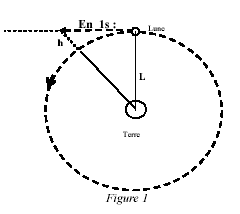 En 1s :
Lune
h
L
Terre
Figure 1